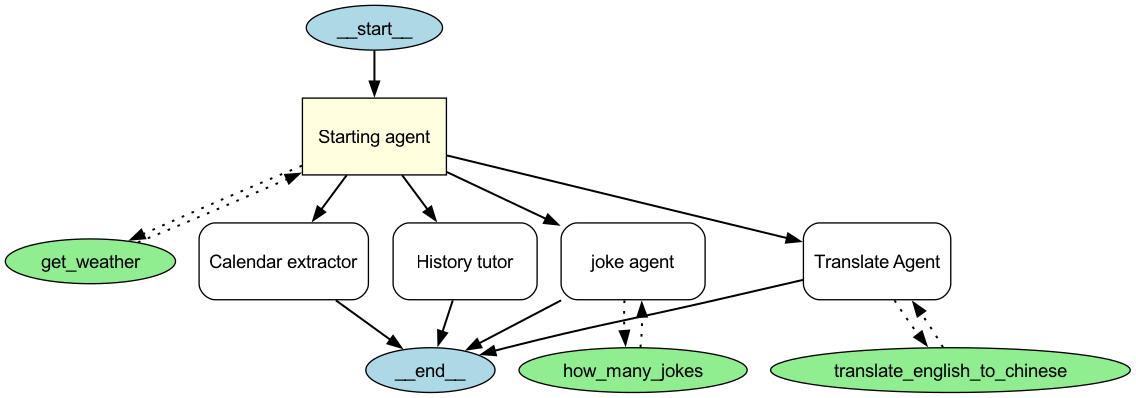 __start__
Starting agent
get_weather
Calendar extractor
History tutor
joke agent
Translate Agent
__end__
how_many_jokes
translate_english_to_chinese